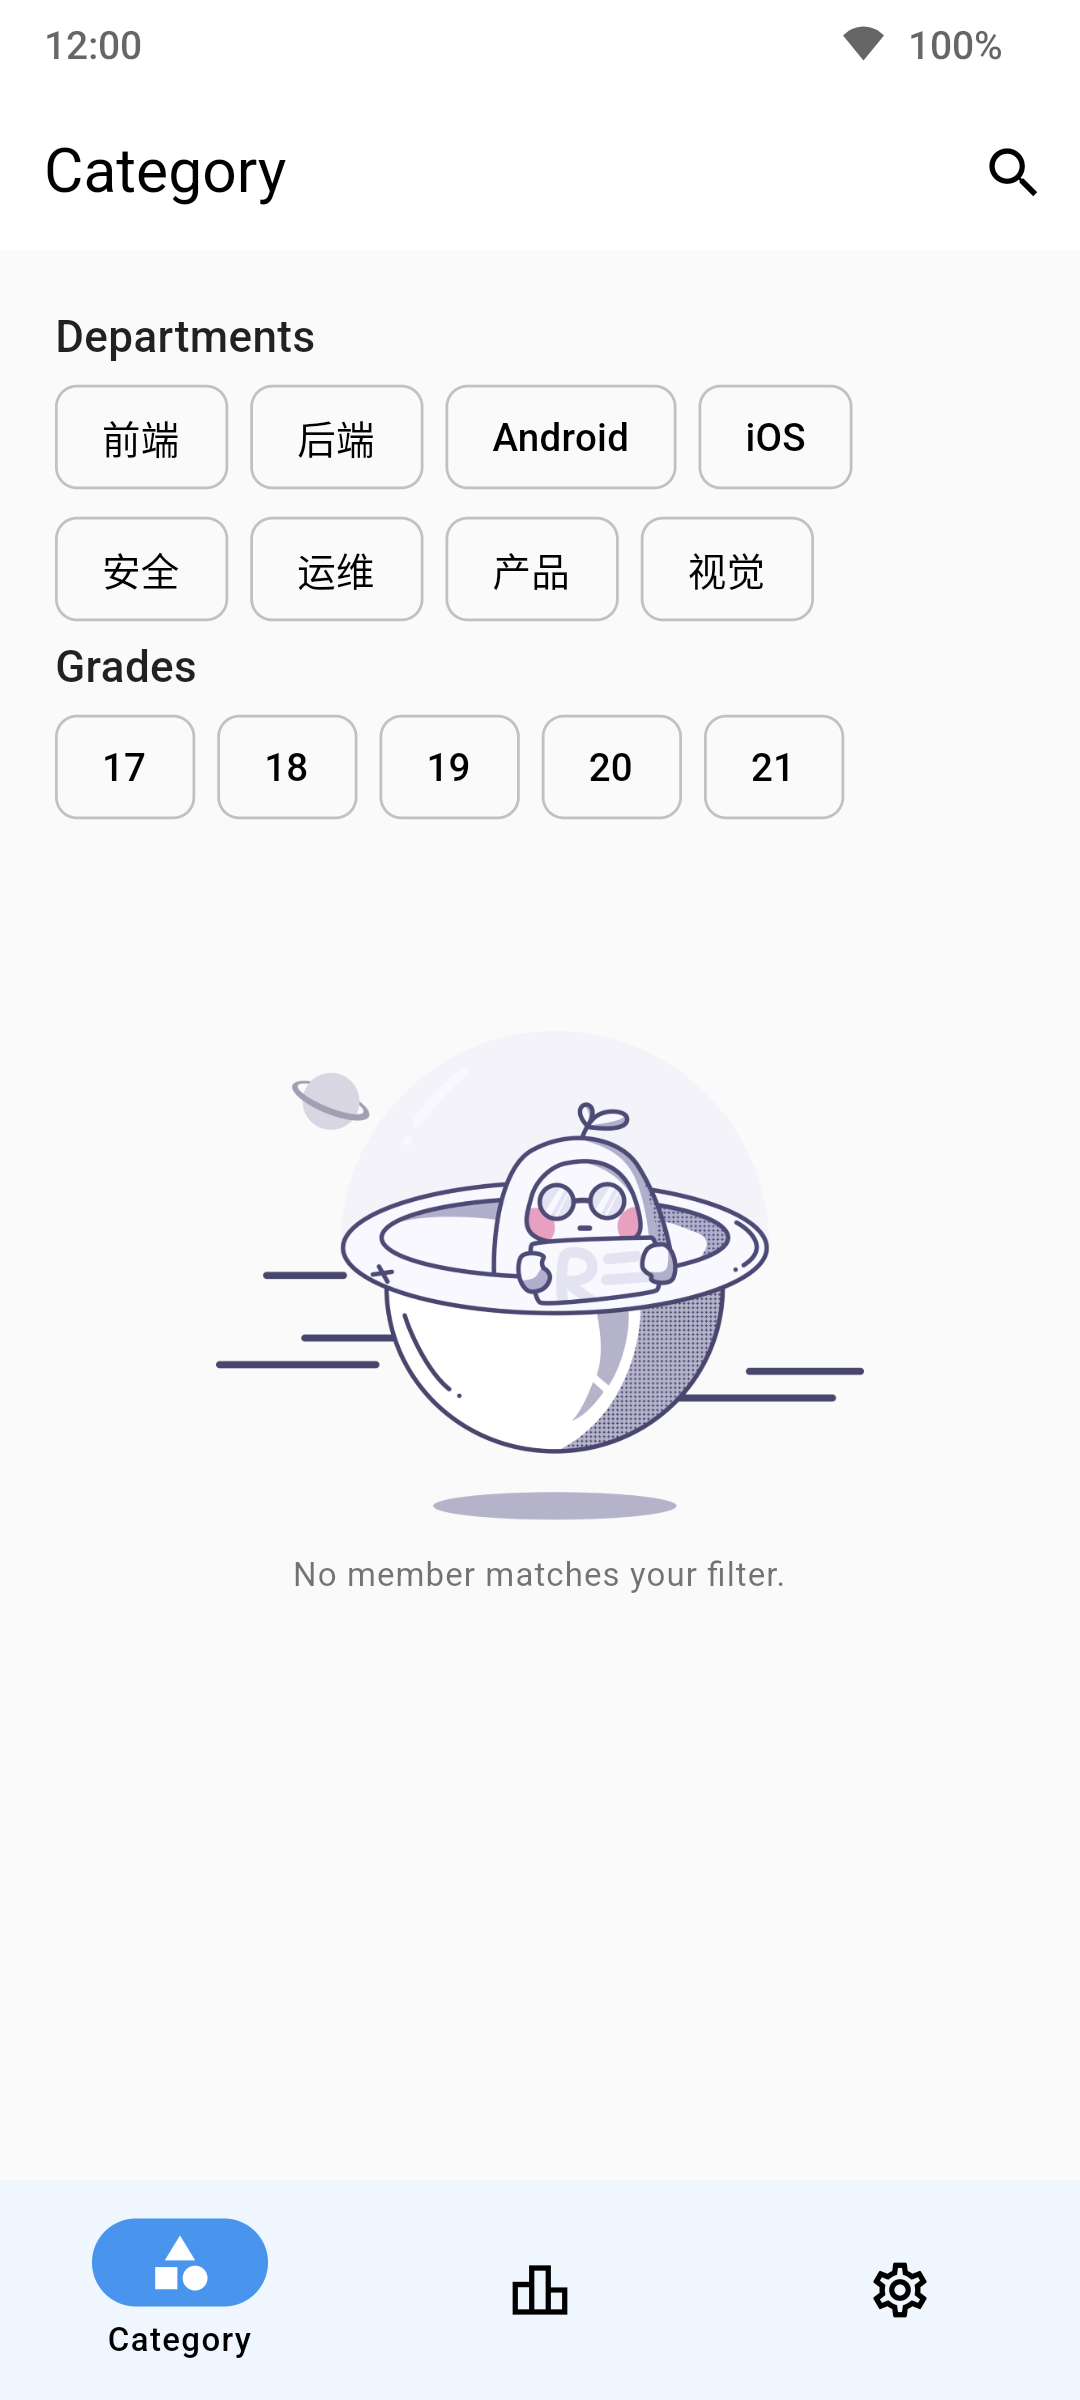 12:00 100%
Category
Departments
前端 后端 Android iOS
安全 运维 产品 视觉
Grades
17 18 19 20 21
RE
No member matches your filter.
Category